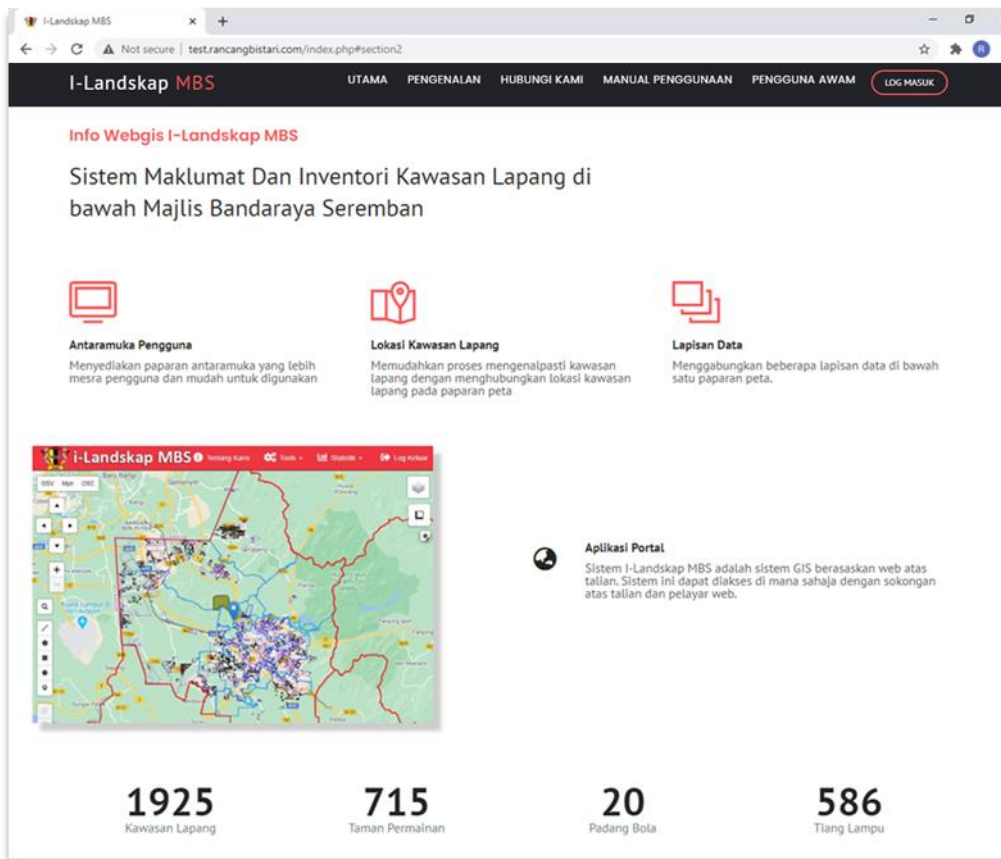 I-Landskap MBS
Not secure | test.rancangbistari.com/index.php#section2
R
I-Landskap MBS UTAMA PENGENALAN HUBUNGI KAMI MANUAL PENGGUNAAN PENGGUNA AWAM LOG MASUK
Info Webgis I-Landskap MBS
Sistem Maklumat Dan Inventori Kawasan Lapang di
bawah Majlis Bandaraya Seremban
Antaramuka Pengguna
Menyediakan paparan antaramuka yang lebih
mesra pengguna dan mudah untuk digunakan
Lokasi Kawasan Lapang
Memudahkan proses mengenalpasti kawasan
lapang dengan menghubungkan lokasi kawasan
lapang pada paparan peta
Lapisan Data
Menggabungkan beberapa lapisan data di bawah
satu paparan peta.
i-Landskap MBS Tentang Kami Tools Statistik Log Keluar
GSV Mpr OSC
Semenyih
Aplikasi Portal
Sistem I-Landskap MBS adalah sistem GIS berasaskan web atas
talian. Sistem ini dapat diakses di mana sahaja dengan sokongan
atas talian dan pelayar web.
1925
Kawasan Lapang
715
Taman Permainan
20
Padang Bola
586
Tiang Lampu